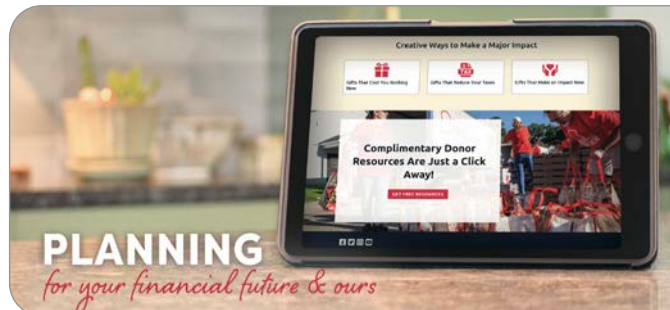 Creative Ways to Make a Major Impact
Gifts That Cost You Nothing Now
TAX
Gifts That Reduce Your Taxes
Gifts That Make an Impact Now
Complimentary Donor
Resources Are Just a Click
Away!
GET FREE RESOURCES
PLANNING
for your financial future & ours